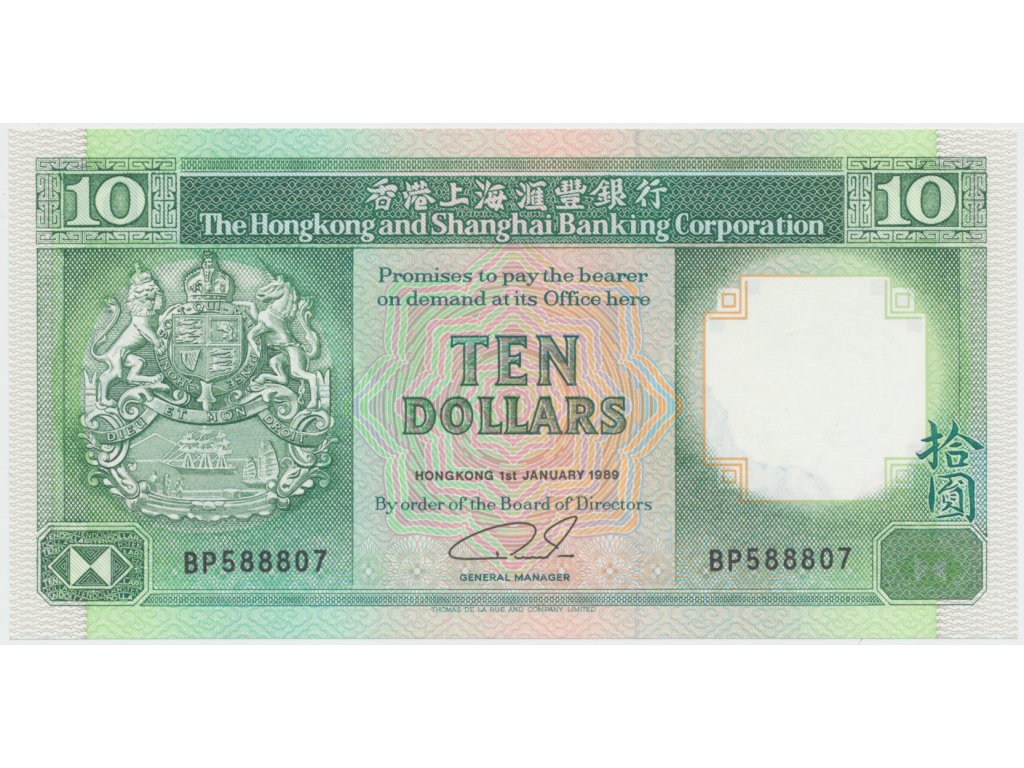 10
香港上海滙豐銀行
10
The Hongkong and Shanghai Banking Corporation
Promises to pay the bearer
on demand at its Office here
TEN
DOLLARS
DIEU ET MON DROIT
HONGKONG 1st JANUARY 1989
拾
圓
By order of the Board of Directors
BP588807
BP588807
GENERAL MANAGER
THOMAS DE LA RUE AND COMPANY LIMITED